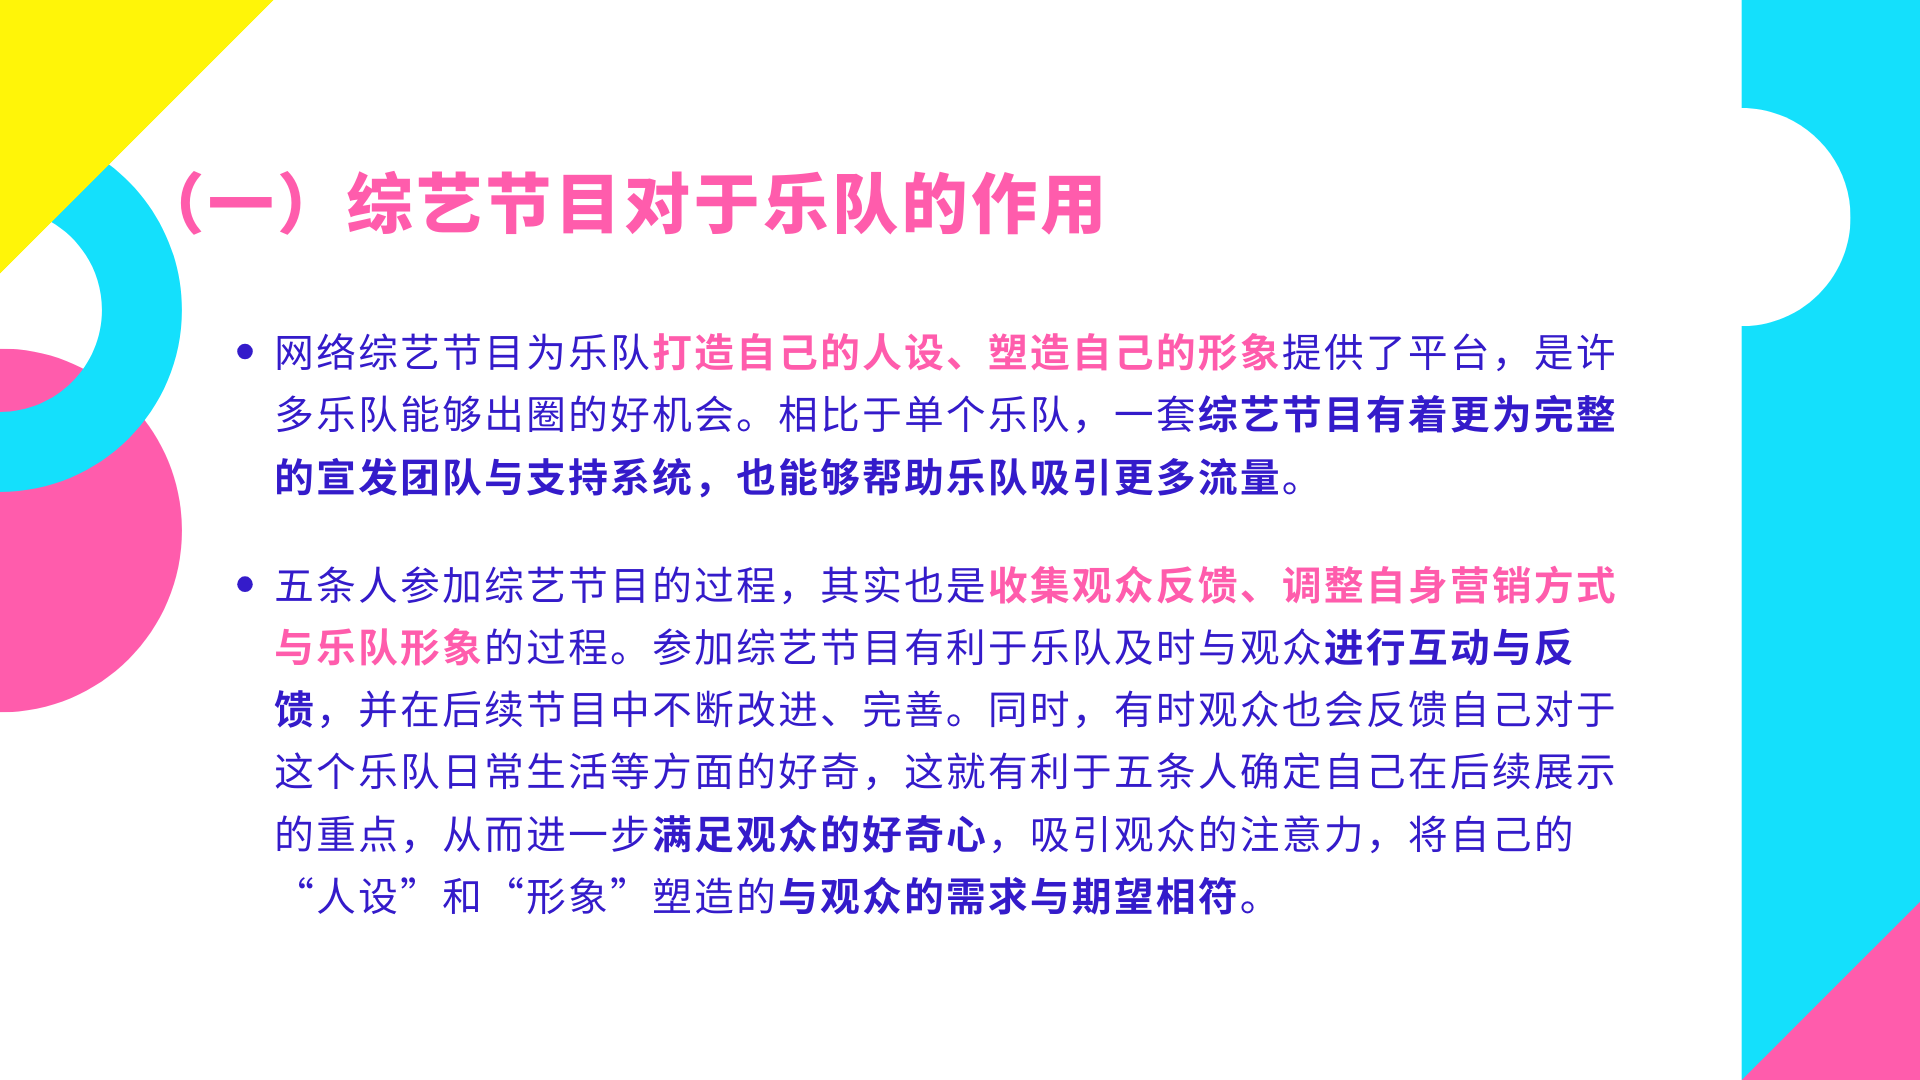 （一）综艺节目对于乐队的作用
• 网络综艺节目为乐队打造自己的人设、塑造自己的形象提供了平台，是许
多乐队能够出圈的好机会。相比于单个乐队，一套综艺节目有着更为完整
的宣发团队与支持系统，也能够帮助乐队吸引更多流量。
• 五条人参加综艺节目的过程，其实也是收集观众反馈、调整自身营销方式
与乐队形象的过程。参加综艺节目有利于乐队及时与观众进行互动与反
馈，并在后续节目中不断改进、完善。同时，有时观众也会反馈自己对于
这个乐队日常生活等方面的好奇，这就有利于五条人确定自己在后续展示
的重点，从而进一步满足观众的好奇心，吸引观众的注意力，将自己的
“人设”和“形象”塑造的与观众的需求与期望相符。